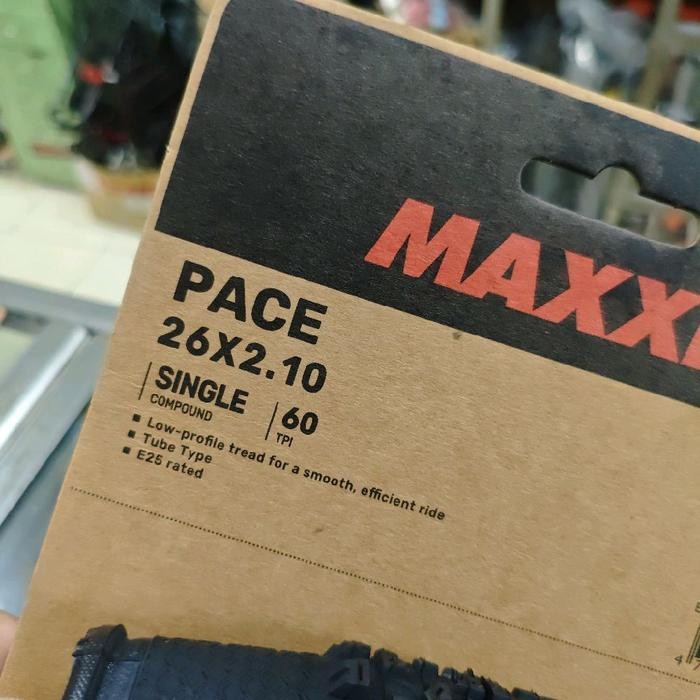 MAXX
PACE
26X2.10
SINGLE
COMPOUND
60
TPI
▪ Low-profile tread for a smooth, efficient ride
▪ Tube Type
▪ E25 rated